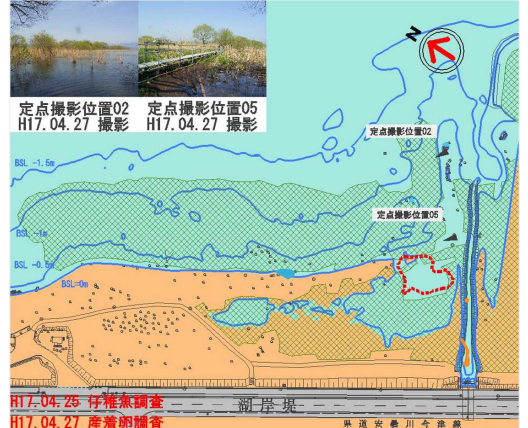 定点撮影位置02
H17.04.27 撮影
定点撮影位置05
H17.04.27 撮影
N
定点撮影位置02
BSL -1.5m
定点撮影位置05
BSL -1m
BSL -0.5m
BSL=0m
H17.04.25 仔稚魚調査
湖岸堤
H17.04.27 産着卵調査
県道安曇川今津線